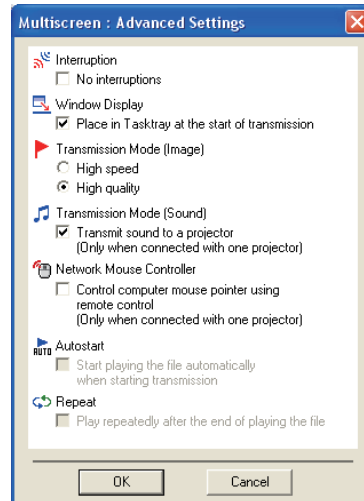 Multiscreen : Advanced Settings
Interruption
No interruptions
Window Display
Place in Tasktray at the start of transmission
Transmission Mode (Image)
High speed
High quality
Transmission Mode (Sound)
Transmit sound to a projector
(Only when connected with one projector)
Network Mouse Controller
Control computer mouse pointer using
remote control
(Only when connected with one projector)
AUTO Autostart
Start playing the file automatically
when starting transmission
Repeat
Play repeatedly after the end of playing the file
OK Cancel